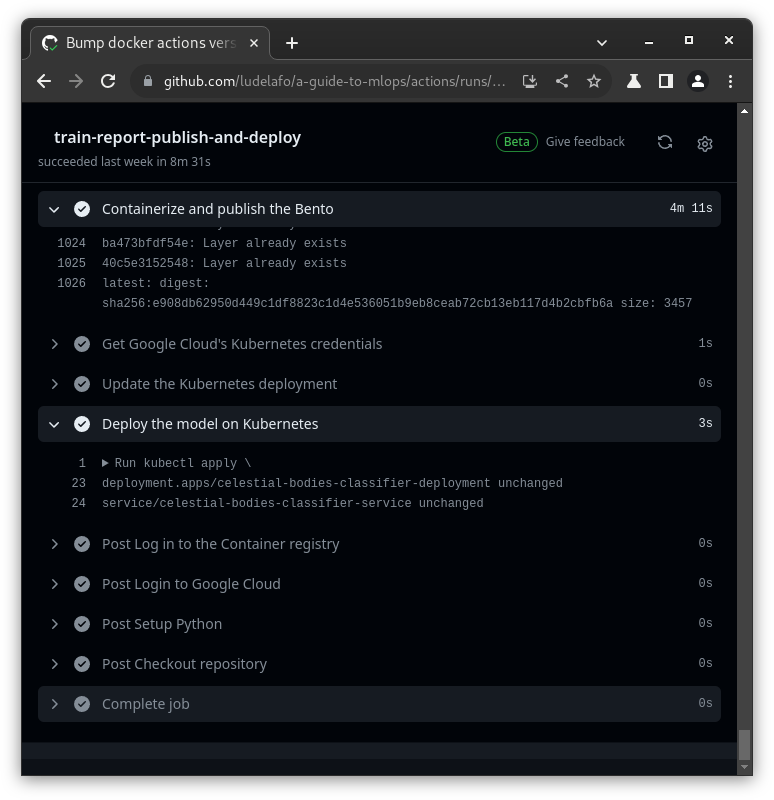 Bump docker actions vers
github.com/ludelafo/a-guide-to-mlops/actions/runs/...
train-report-publish-and-deploy
Beta Give feedback
succeeded last week in 8m 31s
Containerize and publish the Bento 4m 11s
1024 ba473bfdf54e: Layer already exists
1025 40c5e3152548: Layer already exists
1026 latest: digest:
sha256:e908db62950d449c1df8823c1d4e536051b9eb8ceab72cb13eb117d4b2cbfb6a size: 3457
Get Google Cloud's Kubernetes credentials 1s
Update the Kubernetes deployment 0s
Deploy the model on Kubernetes 3s
1 Run kubectl apply \
23 deployment.apps/celestial-bodies-classifier-deployment unchanged
24 service/celestial-bodies-classifier-service unchanged
Post Log in to the Container registry 0s
Post Login to Google Cloud 0s
Post Setup Python 0s
Post Checkout repository 0s
Complete job 0s